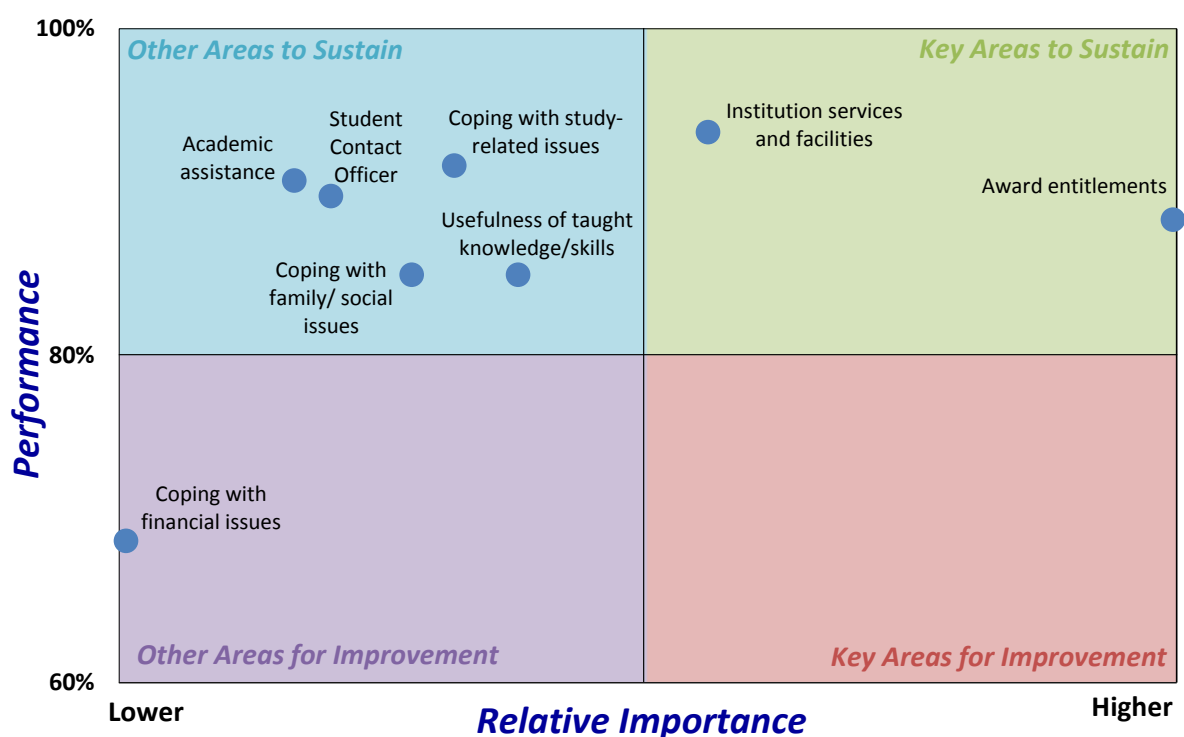 100%
Other Areas to Sustain
Key Areas to Sustain
Academic
assistance
Student
Contact
Officer
Coping with study-
related issues
Institution services
and facilities
Award entitlements
Usefulness of taught
knowledge/skills
Coping with
family/ social
issues
Performance
80%
Coping with
financial issues
Other Areas for Improvement
Key Areas for Improvement
60%
Lower
Relative Importance
Higher